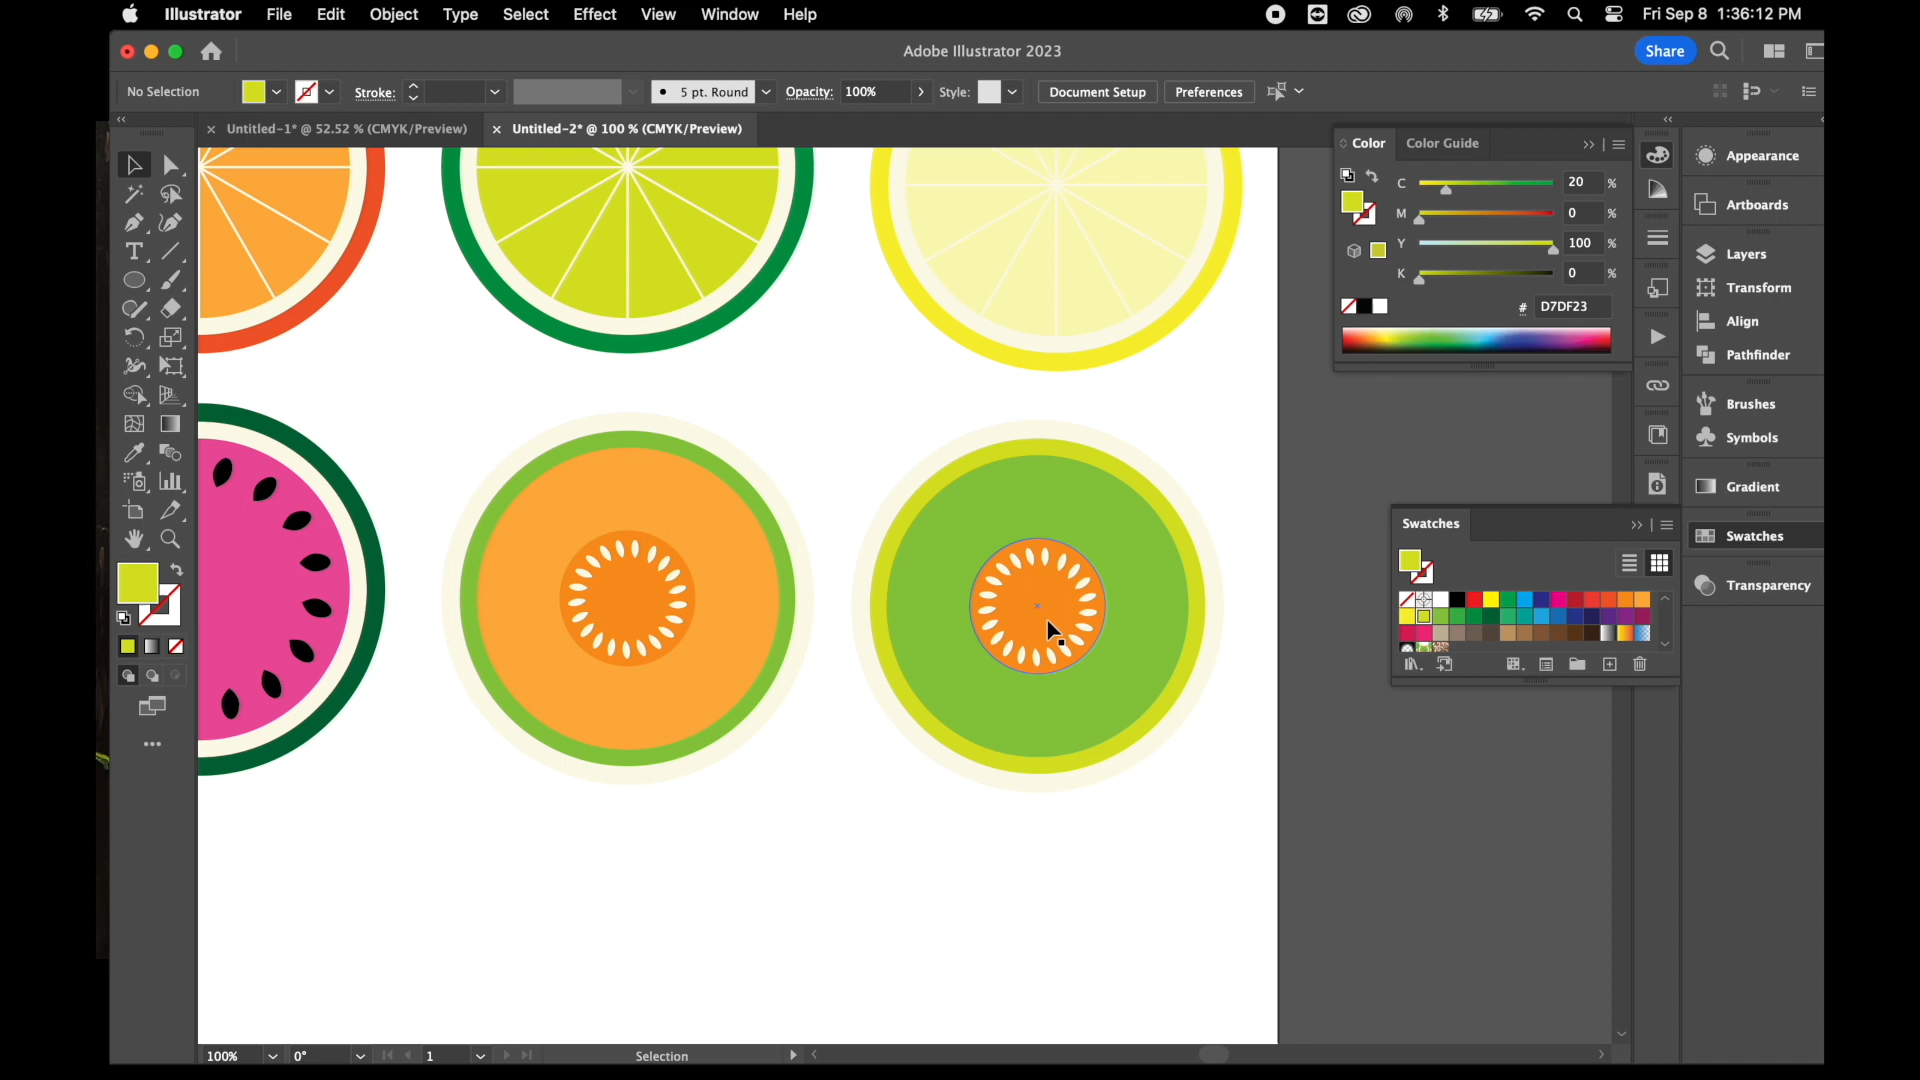 Illustrator File Edit Object Type Select Effect View Window Help Fri Sep 8 1:36:12 PM
Adobe Illustrator 2023 Share
No Selection Stroke: 5 pt. Round Opacity: 100% Style: Document Setup Preferences
Untitled-1* @ 52.52 % (CMYK/Preview) Untitled-2* @ 100 % (CMYK/Preview)
Color Color Guide
C 20 %
M 0 %
Y 100 %
K 0 %
# D7DF23
Appearance
Artboards
Layers
Transform
Align
Pathfinder
Brushes
Symbols
Gradient
Swatches
Transparency
Swatches
100% 0° 1 Selection